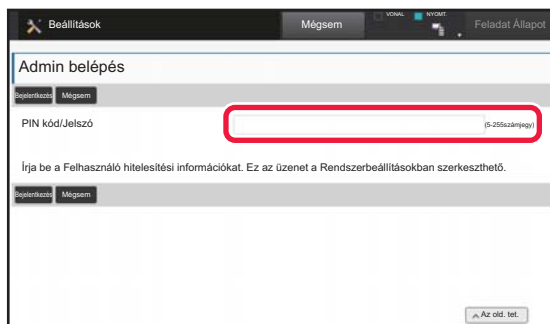 Beállítások
Mégsem
VONAL
NYOMT.
Feladat Állapot
Admin belépés
Bejelentkezés Mégsem
PIN kód/Jelszó
(5-255számjegy)
Írja be a Felhasználó hitelesítési információkat. Ez az üzenet a Rendszerbeállításokban szerkeszthető.
Bejelentkezés Mégsem
Az old. tet.